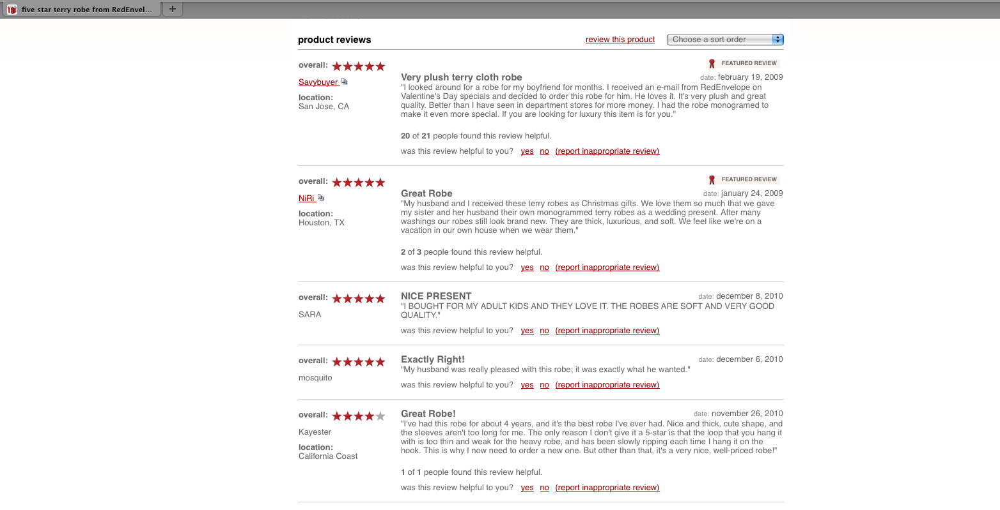 five star terry robe from RedEnvel...
product reviews
review this product
Choose a sort order
overall:
FEATURED REVIEW
Savybuyer
location:
San Jose, CA
Very plush terry cloth robe
date: february 19, 2009
"I looked around for a robe for my boyfriend for months. I received an e-mail from RedEnvelope on
Valentine's Day specials and decided to order this robe for him. He loves it. It's very plush and great
quality. Better than I have seen in department stores for more money. I had the robe monogramed to
make it even more special. If you are looking for luxury this item is for you."
20 of 21 people found this review helpful.
was this review helpful to you? yes no (report inappropriate review)
overall:
FEATURED REVIEW
NiRi
location:
Houston, TX
Great Robe
date: january 24, 2009
"My husband and I received these terry robes as Christmas gifts. We love them so much that we gave
my sister and her husband their own monogrammed terry robes as a wedding present. After many
washings our robes still look brand new. They are thick, luxurious, and soft. We feel like we're on a
vacation in our own house when we wear them."
2 of 3 people found this review helpful.
was this review helpful to you? yes no (report inappropriate review)
overall:
SARA
NICE PRESENT
date: december 8, 2010
"I BOUGHT FOR MY ADULT KIDS AND THEY LOVE IT. THE ROBES ARE SOFT AND VERY GOOD
QUALITY."
was this review helpful to you? yes no (report inappropriate review)
overall:
mosquito
Exactly Right!
date: december 6, 2010
"My husband was really pleased with this robe; it was exactly what he wanted."
was this review helpful to you? yes no (report inappropriate review)
overall:
Kayester
location:
California Coast
Great Robe!
date: november 26, 2010
"I've had this robe for about 4 years, and it's the best robe I've ever had. Nice and thick, cute shape, and
the sleeves aren't too long for me. The only reason I don't give it a 5-star is that the loop that you hang it
with is too thin and weak for the heavy robe, and has been slowly ripping each time I hang it on the
hook. This is why I now need to order a new one. But other than that, it's a very nice, well-priced robe!"
1 of 1 people found this review helpful.
was this review helpful to you? yes no (report inappropriate review)